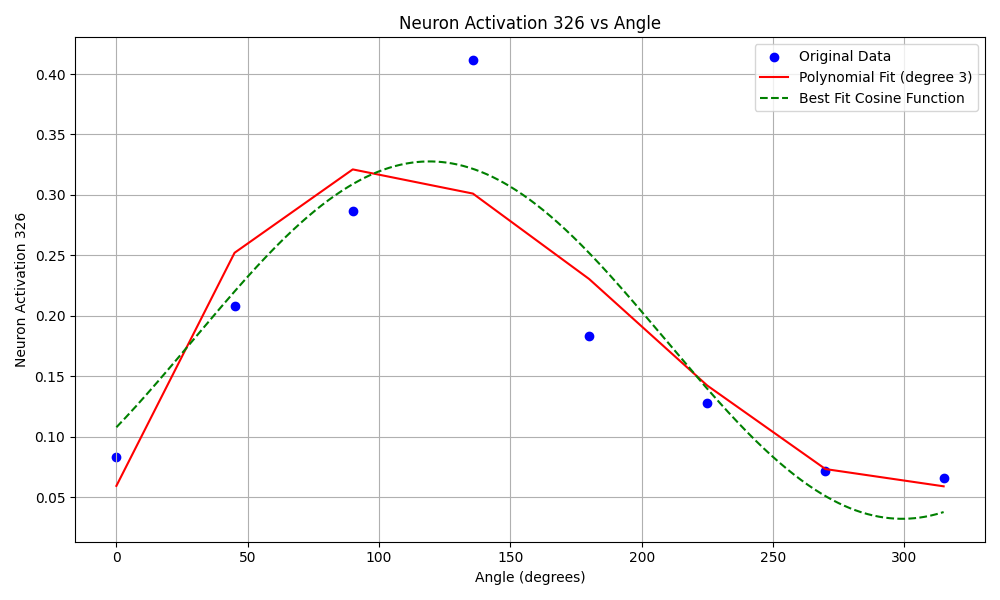 Neuron Activation 326 vs Angle
Original Data
Polynomial Fit (degree 3)
Best Fit Cosine Function
Neuron Activation 326
0.40
0.35
0.30
0.25
0.20
0.15
0.10
0.05
0 50 100 150 200 250 300
Angle (degrees)